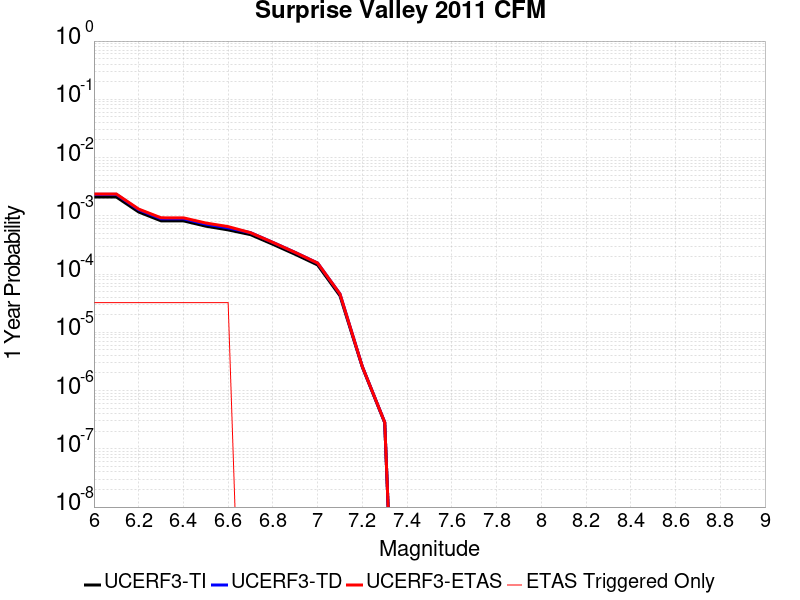 Surprise Valley 2011 CFM
10^0
10^-1
10^-2
10^-3
10^-4
10^-5
10^-6
10^-7
10^-8
1 Year Probability
6 6.2 6.4 6.6 6.8 7 7.2 7.4 7.6 7.8 8 8.2 8.4 8.6 8.8 9
Magnitude
UCERF3-TI UCERF3-TD UCERF3-ETAS ETAS Triggered Only